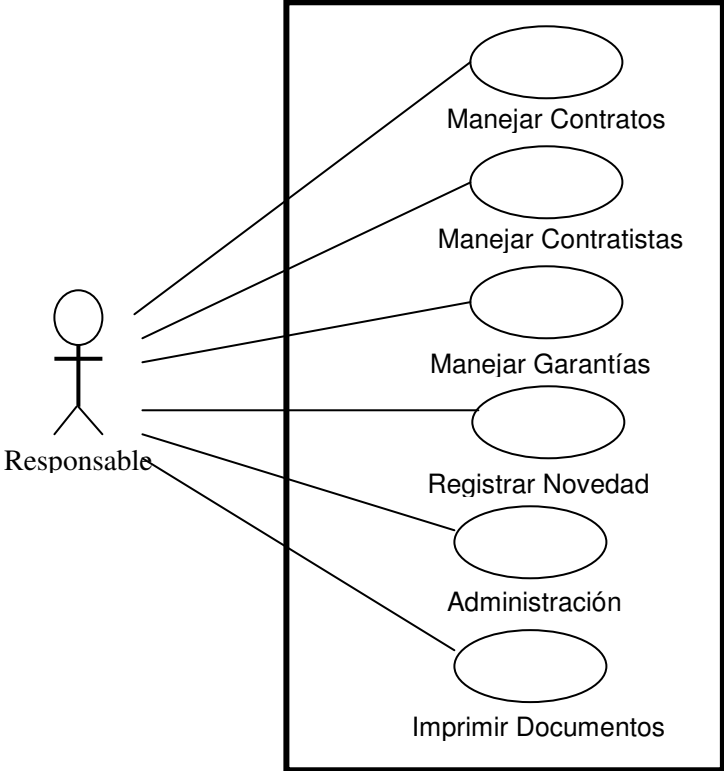 Manejar Contratos
Manejar Contratistas
Manejar Garantías
Responsable
Registrar Novedad
Administración
Imprimir Documentos